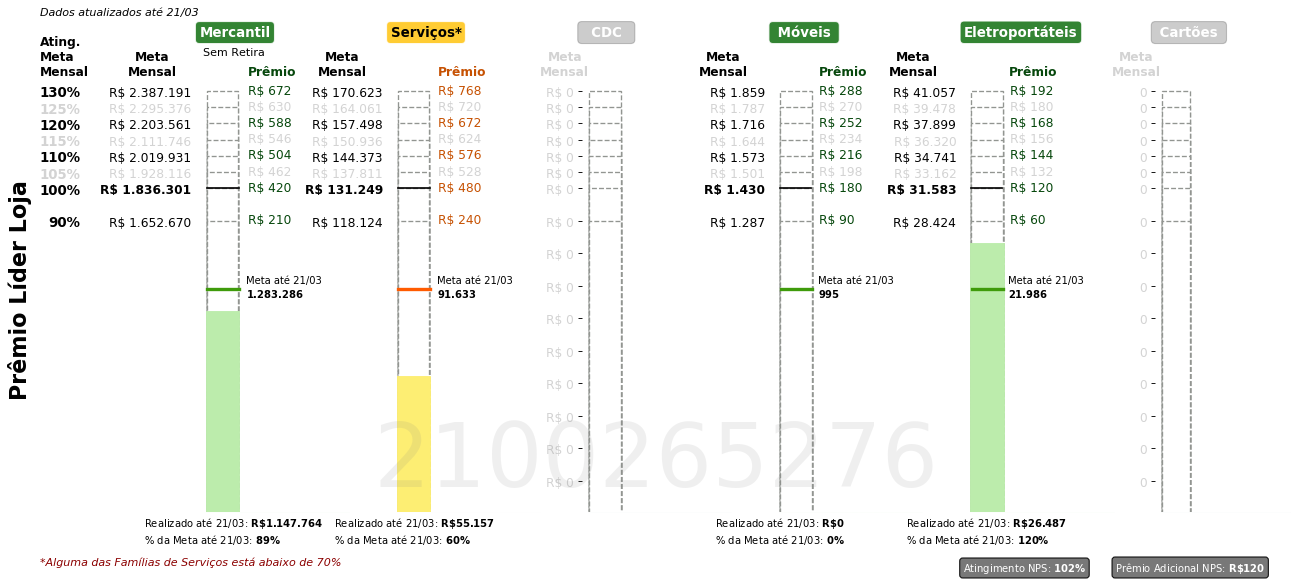 Dados atualizados até 21/03
Mercantil Serviços* CDC Móveis Eletroportáteis Cartões
Sem Retira
Ating. Meta Mensal
Meta Mensal Prêmio Meta Mensal Prêmio Meta Mensal Meta Mensal Prêmio Meta Mensal Prêmio Meta Mensal
130% R$ 2.387.191 R$ 672 R$ 170.623 R$ 768 R$ 0 R$ 1.859 R$ 288 R$ 41.057 R$ 192 0
125% R$ 2.295.376 R$ 630 R$ 164.061 R$ 720 R$ 0 R$ 1.787 R$ 270 R$ 39.478 R$ 180 0
120% R$ 2.203.561 R$ 588 R$ 157.498 R$ 672 R$ 0 R$ 1.716 R$ 252 R$ 37.899 R$ 168 0
115% R$ 2.111.746 R$ 546 R$ 150.936 R$ 624 R$ 0 R$ 1.644 R$ 234 R$ 36.320 R$ 156 0
110% R$ 2.019.931 R$ 504 R$ 144.373 R$ 576 R$ 0 R$ 1.573 R$ 216 R$ 34.741 R$ 144 0
105% R$ 1.928.116 R$ 462 R$ 137.811 R$ 528 R$ 0 R$ 1.501 R$ 198 R$ 33.162 R$ 132 0
100% R$ 1.836.301 R$ 420 R$ 131.249 R$ 480 R$ 0 R$ 1.430 R$ 180 R$ 31.583 R$ 120 0
90% R$ 1.652.670 R$ 210 R$ 118.124 R$ 240 R$ 0 R$ 1.287 R$ 90 R$ 28.424 R$ 60 0
R$ 0 0
Meta até 21/03 Meta até 21/03 R$ 0 Meta até 21/03 Meta até 21/03 0
1.283.286 91.633 995 21.986
R$ 0 0
R$ 0 0
R$ 0 0
R$ 0 0
R$ 0 0
R$ 0 0
Prêmio Líder Loja
2100265276
Realizado até 21/03: R$1.147.764 Realizado até 21/03: R$55.157 Realizado até 21/03: R$0 Realizado até 21/03: R$26.487
% da Meta até 21/03: 89% % da Meta até 21/03: 60% % da Meta até 21/03: 0% % da Meta até 21/03: 120%
*Alguma das Famílias de Serviços está abaixo de 70%
Atingimento NPS: 102% Prêmio Adicional NPS: R$120